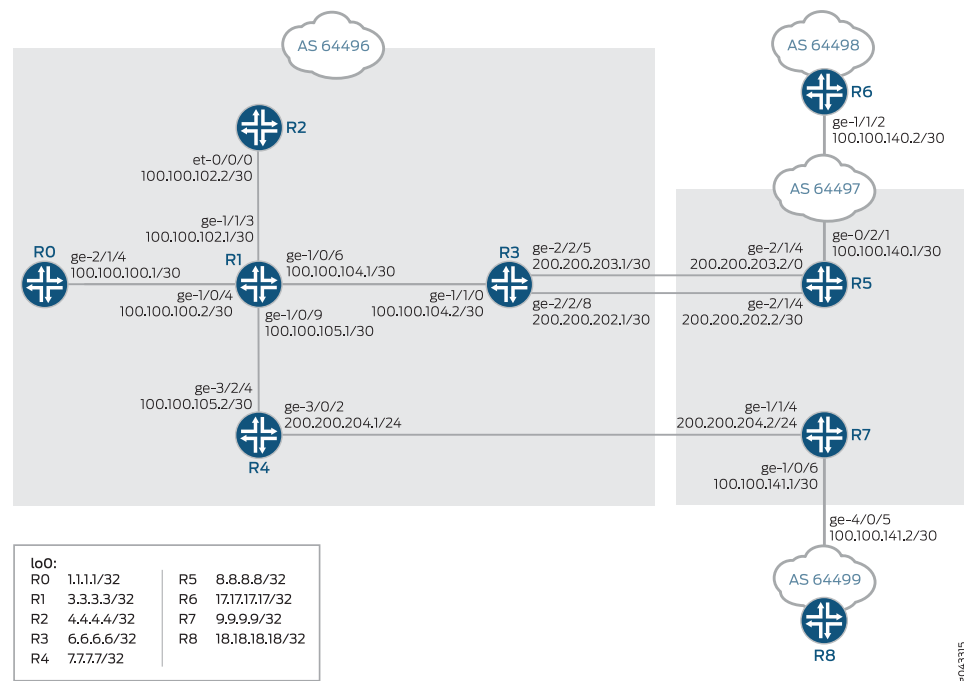 AS 64496
AS 64498
R6
ge-1/1/2
100.100.140.2/30
R2
et-0/0/0
100.100.102.2/30
AS 64497
ge-1/1/3
100.100.102.1/30
ge-0/2/1
100.100.140.1/30
R0
ge-2/1/4
100.100.100.1/30
R1
ge-1/0/6
100.100.104.1/30
R3
ge-2/2/5
200.200.203.1/30
ge-2/1/4
200.200.203.2/0
R5
ge-1/0/4
100.100.100.2/30
ge-1/0/9
100.100.105.1/30
ge-1/1/0
100.100.104.2/30
ge-2/2/8
200.200.202.1/30
ge-2/1/4
200.200.202.2/30
ge-3/2/4
100.100.105.2/30
ge-3/0/2
200.200.204.1/24
R4
ge-1/1/4
200.200.204.2/24
R7
ge-1/0/6
100.100.141.1/30
ge-4/0/5
100.100.141.2/30
AS 64499
R8
lo0:
R0 1.1.1.1/32
R1 3.3.3.3/32
R2 4.4.4.4/32
R3 6.6.6.6/32
R4 7.7.7.7/32
R5 8.8.8.8/32
R6 17.17.17.17/32
R7 9.9.9.9/32
R8 18.18.18.18/32
g043315